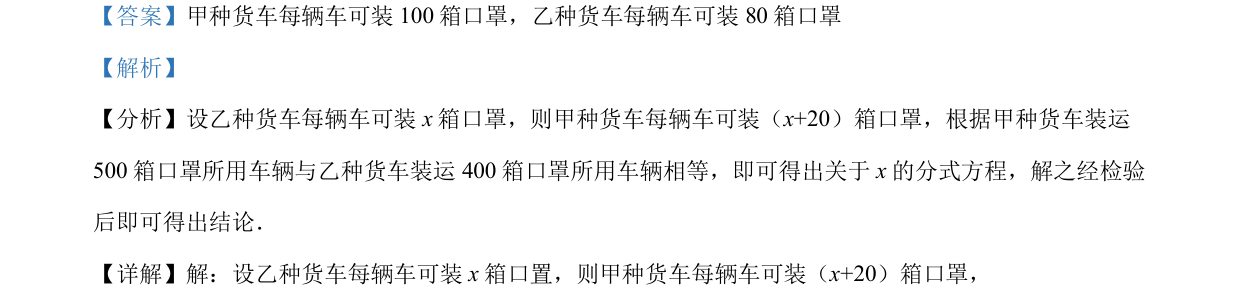 【答案】甲种货车每辆车可装 100 箱口罩，乙种货车每辆车可装 80 箱口罩
【解析】
【分析】设乙种货车每辆车可装 x 箱口罩，则甲种货车每辆车可装（x+20）箱口罩，根据甲种货车装运
500 箱口罩所用车辆与乙种货车装运 400 箱口罩所用车辆相等，即可得出关于 x 的分式方程，解之经检验
后即可得出结论．
【详解】解：设乙种货车每辆车可装 x 箱口置，则甲种货车每辆车可装（x+20）箱口罩，